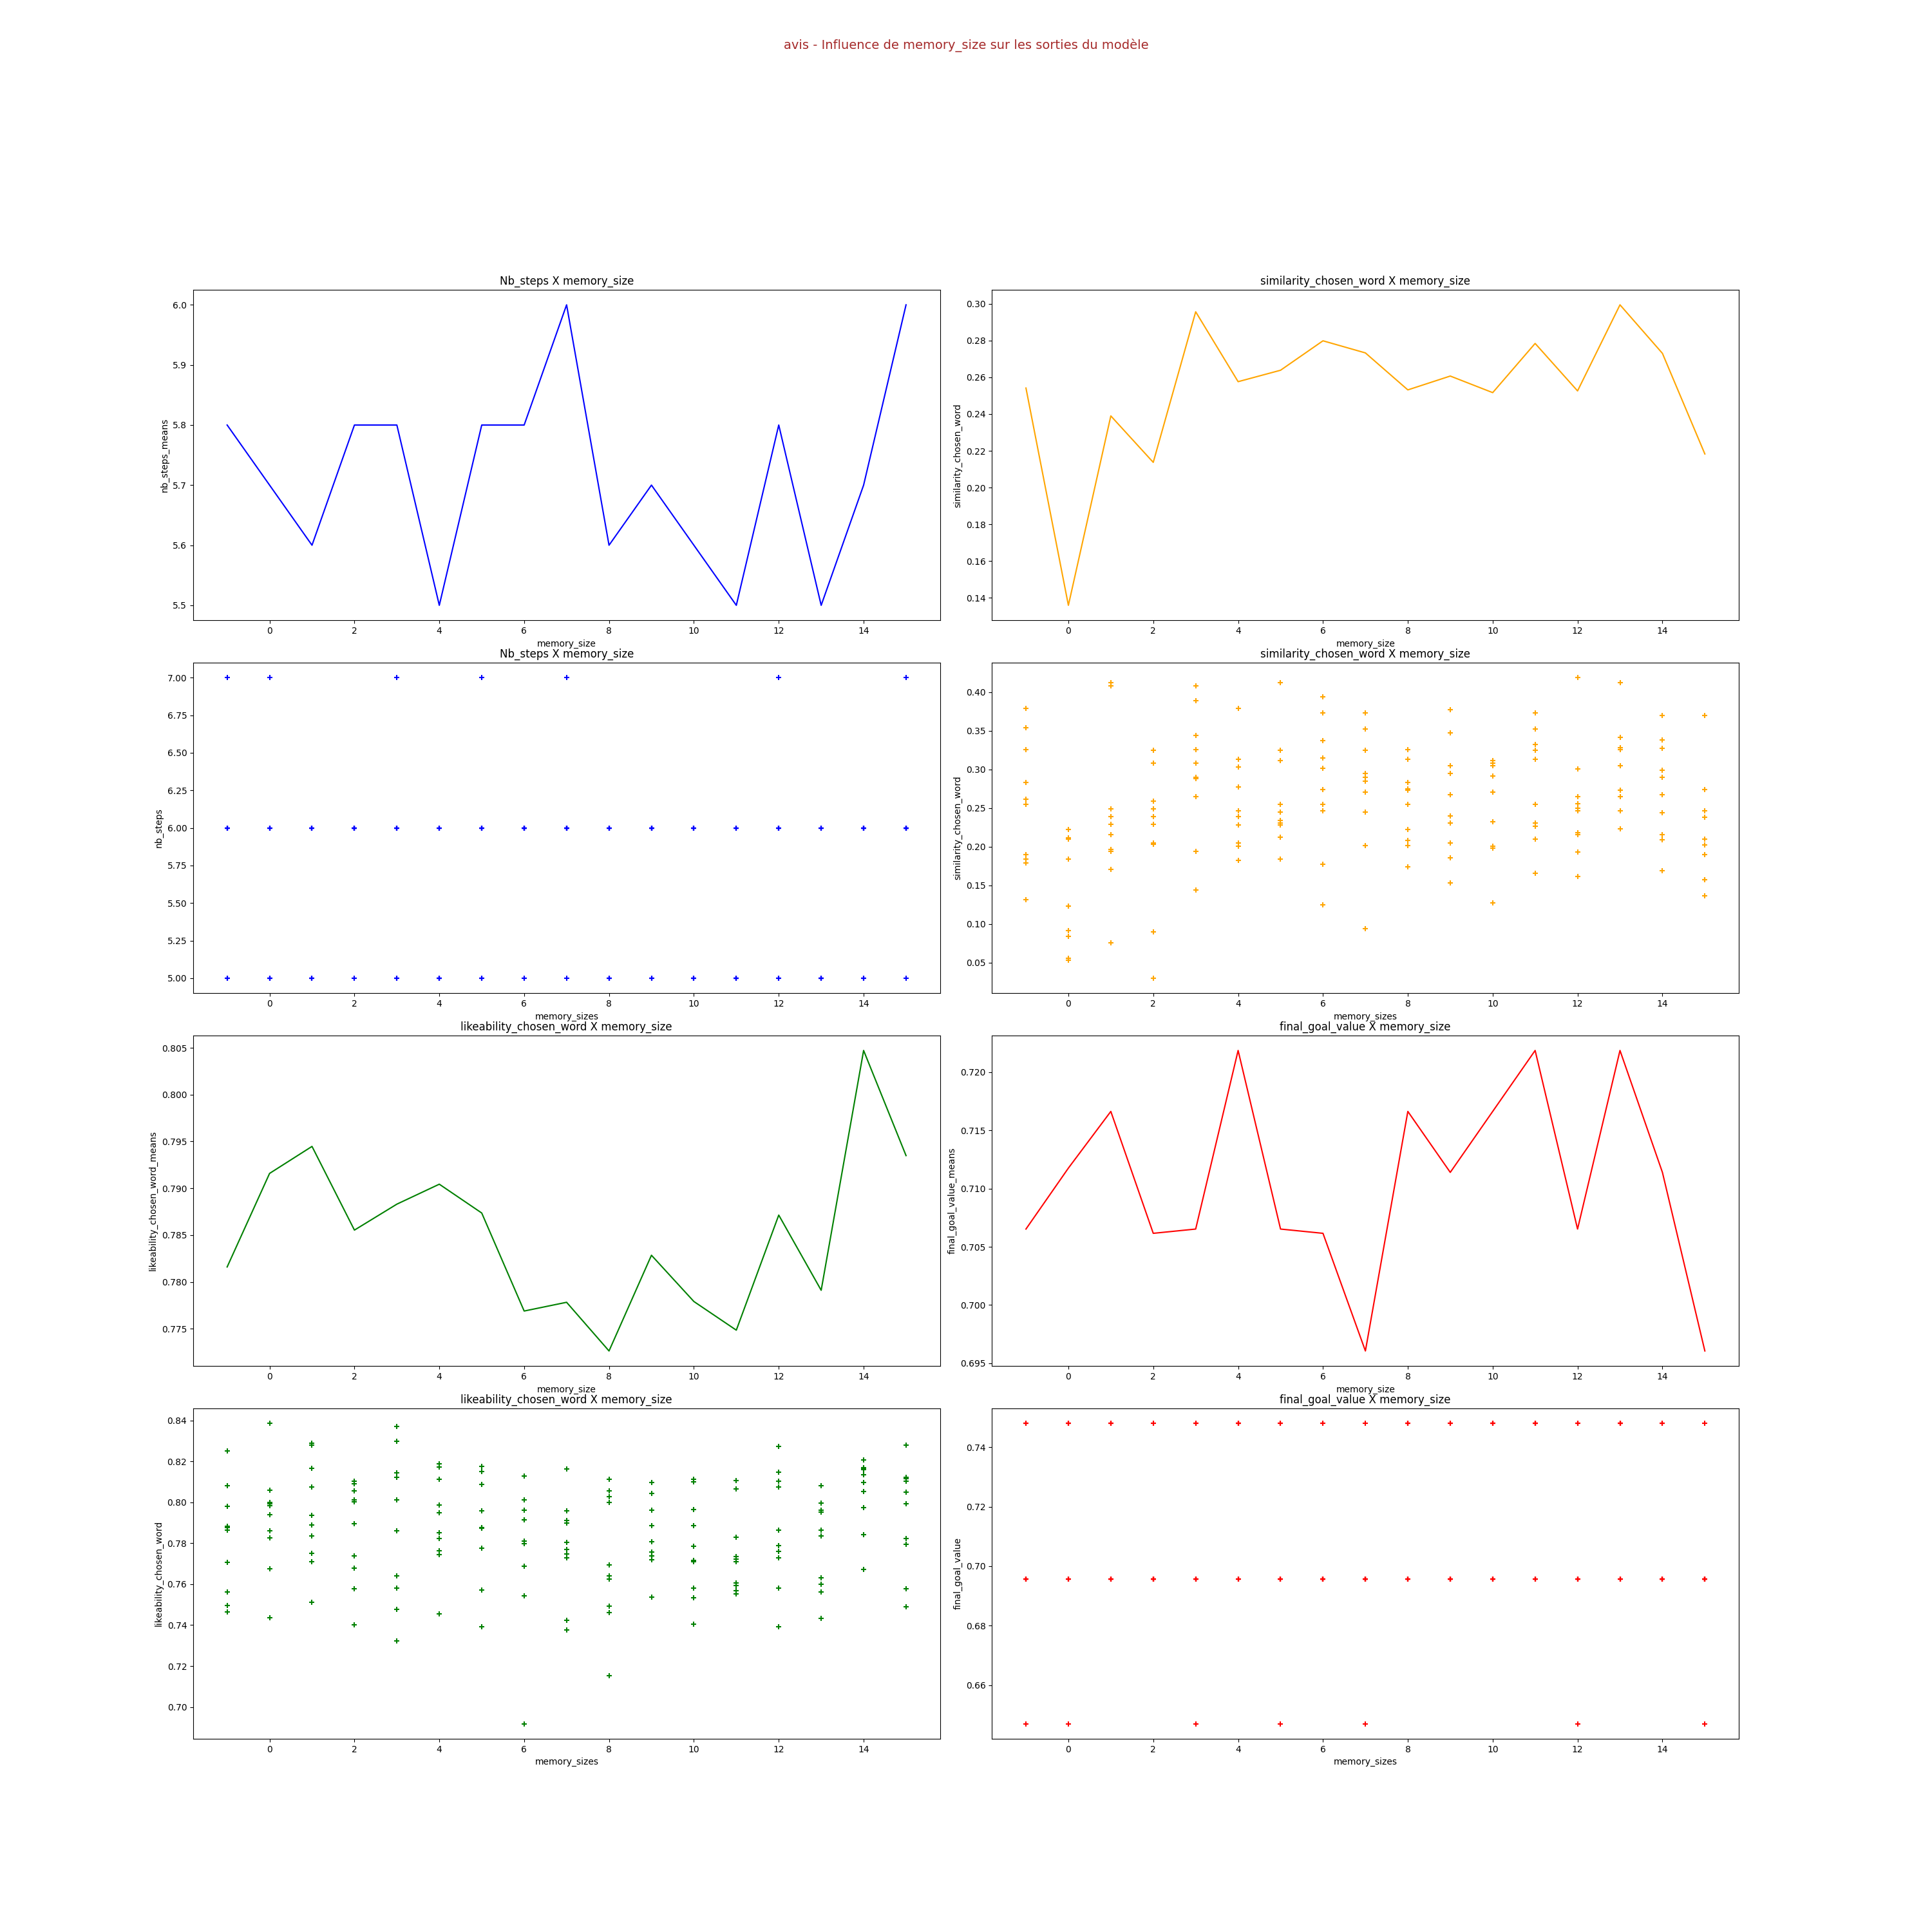 avis - Influence de memory_size sur les sorties du modèle
Nb_steps X memory_size
nb_steps_means
6.0
5.9
5.8
5.7
5.6
5.5
0 2 4 6 8 10 12 14
memory_size
similarity_chosen_word X memory_size
similarity_chosen_word
0.30
0.28
0.26
0.24
0.22
0.20
0.18
0.16
0.14
0 2 4 6 8 10 12 14
memory_size
Nb_steps X memory_size
nb_steps
7.00
6.75
6.50
6.25
6.00
5.75
5.50
5.25
5.00
0 2 4 6 8 10 12 14
memory_sizes
similarity_chosen_word X memory_size
similarity_chosen_word
0.40
0.35
0.30
0.25
0.20
0.15
0.10
0.05
0 2 4 6 8 10 12 14
memory_sizes
likeability_chosen_word X memory_size
likeability_chosen_word_means
0.805
0.800
0.795
0.790
0.785
0.780
0.775
0 2 4 6 8 10 12 14
memory_size
final_goal_value X memory_size
final_goal_value_means
0.720
0.715
0.710
0.705
0.700
0.695
0 2 4 6 8 10 12 14
memory_size
likeability_chosen_word X memory_size
likeability_chosen_word
0.84
0.82
0.80
0.78
0.76
0.74
0.72
0.70
0 2 4 6 8 10 12 14
memory_sizes
final_goal_value X memory_size
final_goal_value
0.74
0.72
0.70
0.68
0.66
0 2 4 6 8 10 12 14
memory_sizes